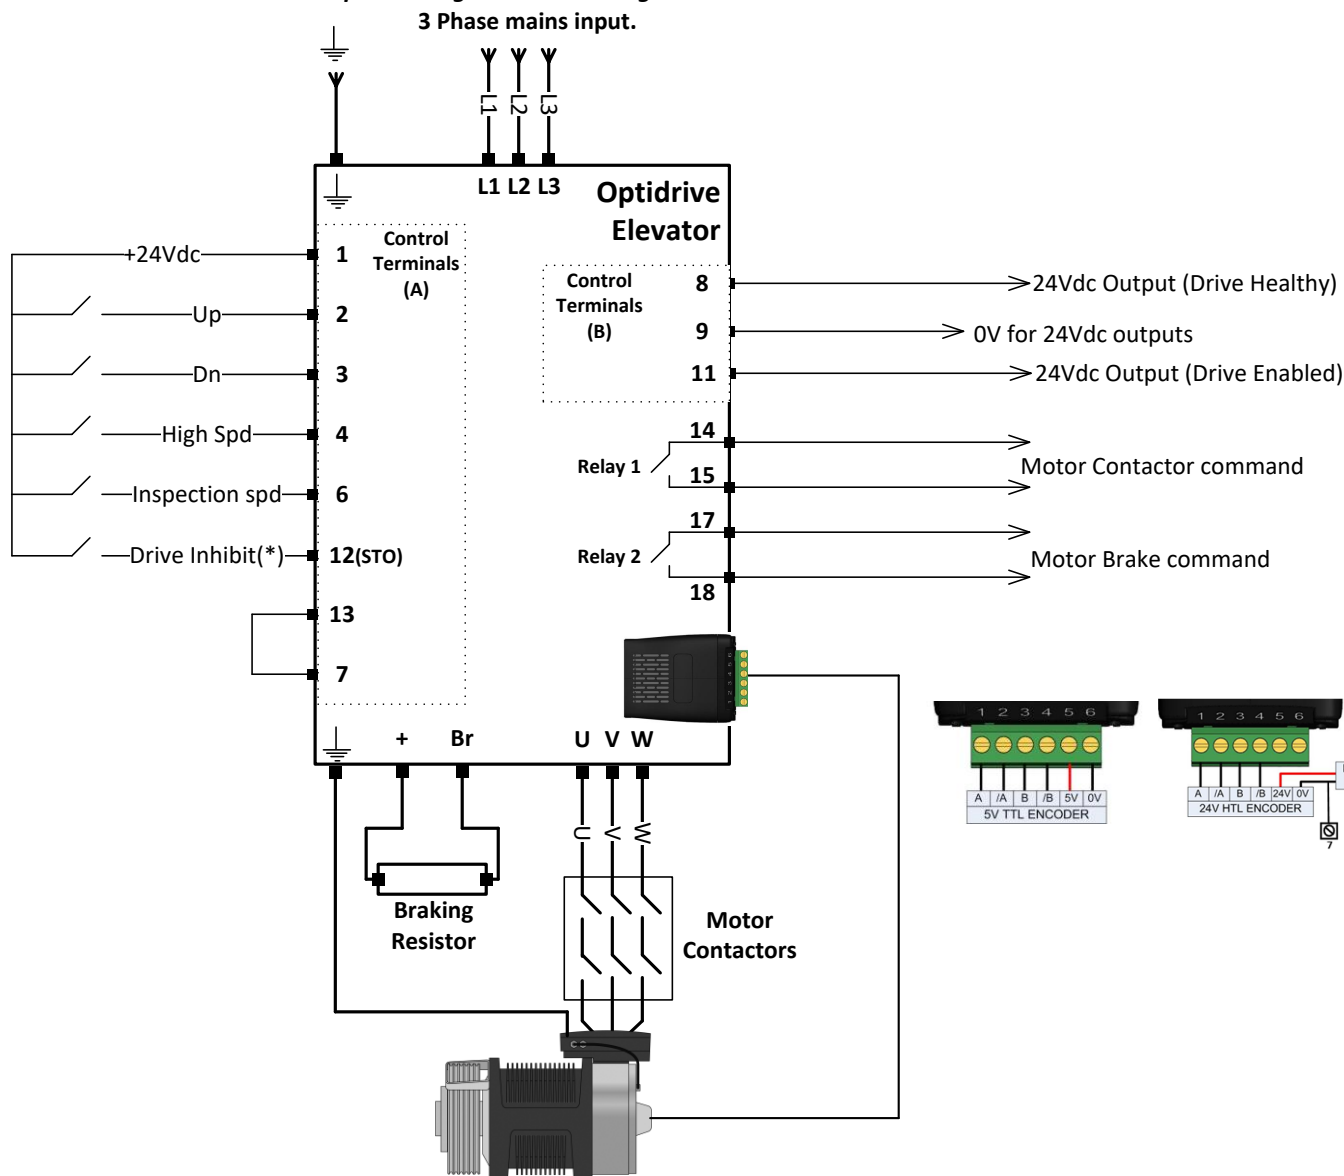 3 Phase mains input.
L1 L2 L3
L1 L2 L3
Optidrive
Elevator
Control
Terminals
(A)
+24Vdc 1
Up 2
Dn 3
High Spd 4
Inspection spd 6
Drive Inhibit(*) 12(STO)
13
7
Control
Terminals
(B)
8 24Vdc Output (Drive Healthy)
9 0V for 24Vdc outputs
11 24Vdc Output (Drive Enabled)
14
Relay 1
15
Motor Contactor command
17
Relay 2
18
Motor Brake command
+ Br U V W
U V W
Braking
Resistor
Motor
Contactors
1 2 3 4 5 6
A /A B /B 5V 0V
5V TTL ENCODER
1 2 3 4 5 6
A /A B /B 24V 0V
24V HTL ENCODER
7